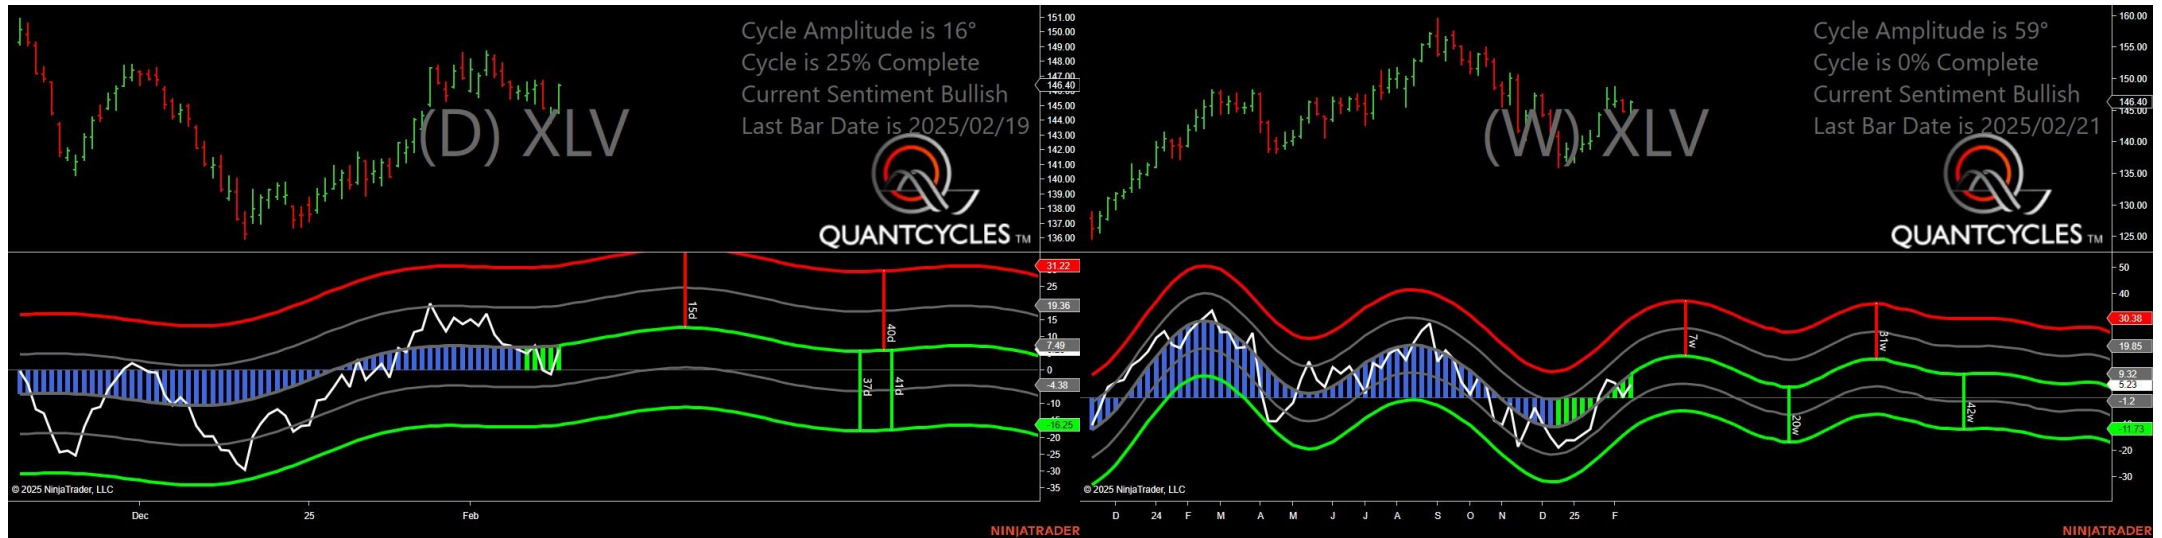 Cycle Amplitude is 16°
Cycle is 25% Complete
Current Sentiment Bullish
Last Bar Date is 2025/02/19
(D) XLV
QUANTCYCLES TM
151.00
150.00
149.00
148.00
147.00
146.40
145.00
144.00
143.00
142.00
141.00
140.00
139.00
138.00
137.00
136.00
31.22
25
19.36
15
10
7.49
0
-4.38
-10
-16.25
-20
-25
-30
-35
15d
40d
37d
41d
© 2025 NinjaTrader, LLC
Dec
25
Feb
NINJATRADER
Cycle Amplitude is 59°
Cycle is 0% Complete
Current Sentiment Bullish
Last Bar Date is 2025/02/21
(W) XLV
QUANTCYCLES TM
160.00
155.00
150.00
146.40
145.00
140.00
135.00
130.00
125.00
50
40
30.38
19.85
9.32
5.23
-1.2
-11.73
-20
-30
7w
31w
20w
42w
© 2025 NinjaTrader, LLC
D
24
F
M
A
M
J
J
A
S
O
N
D
25
F
NINJATRADER